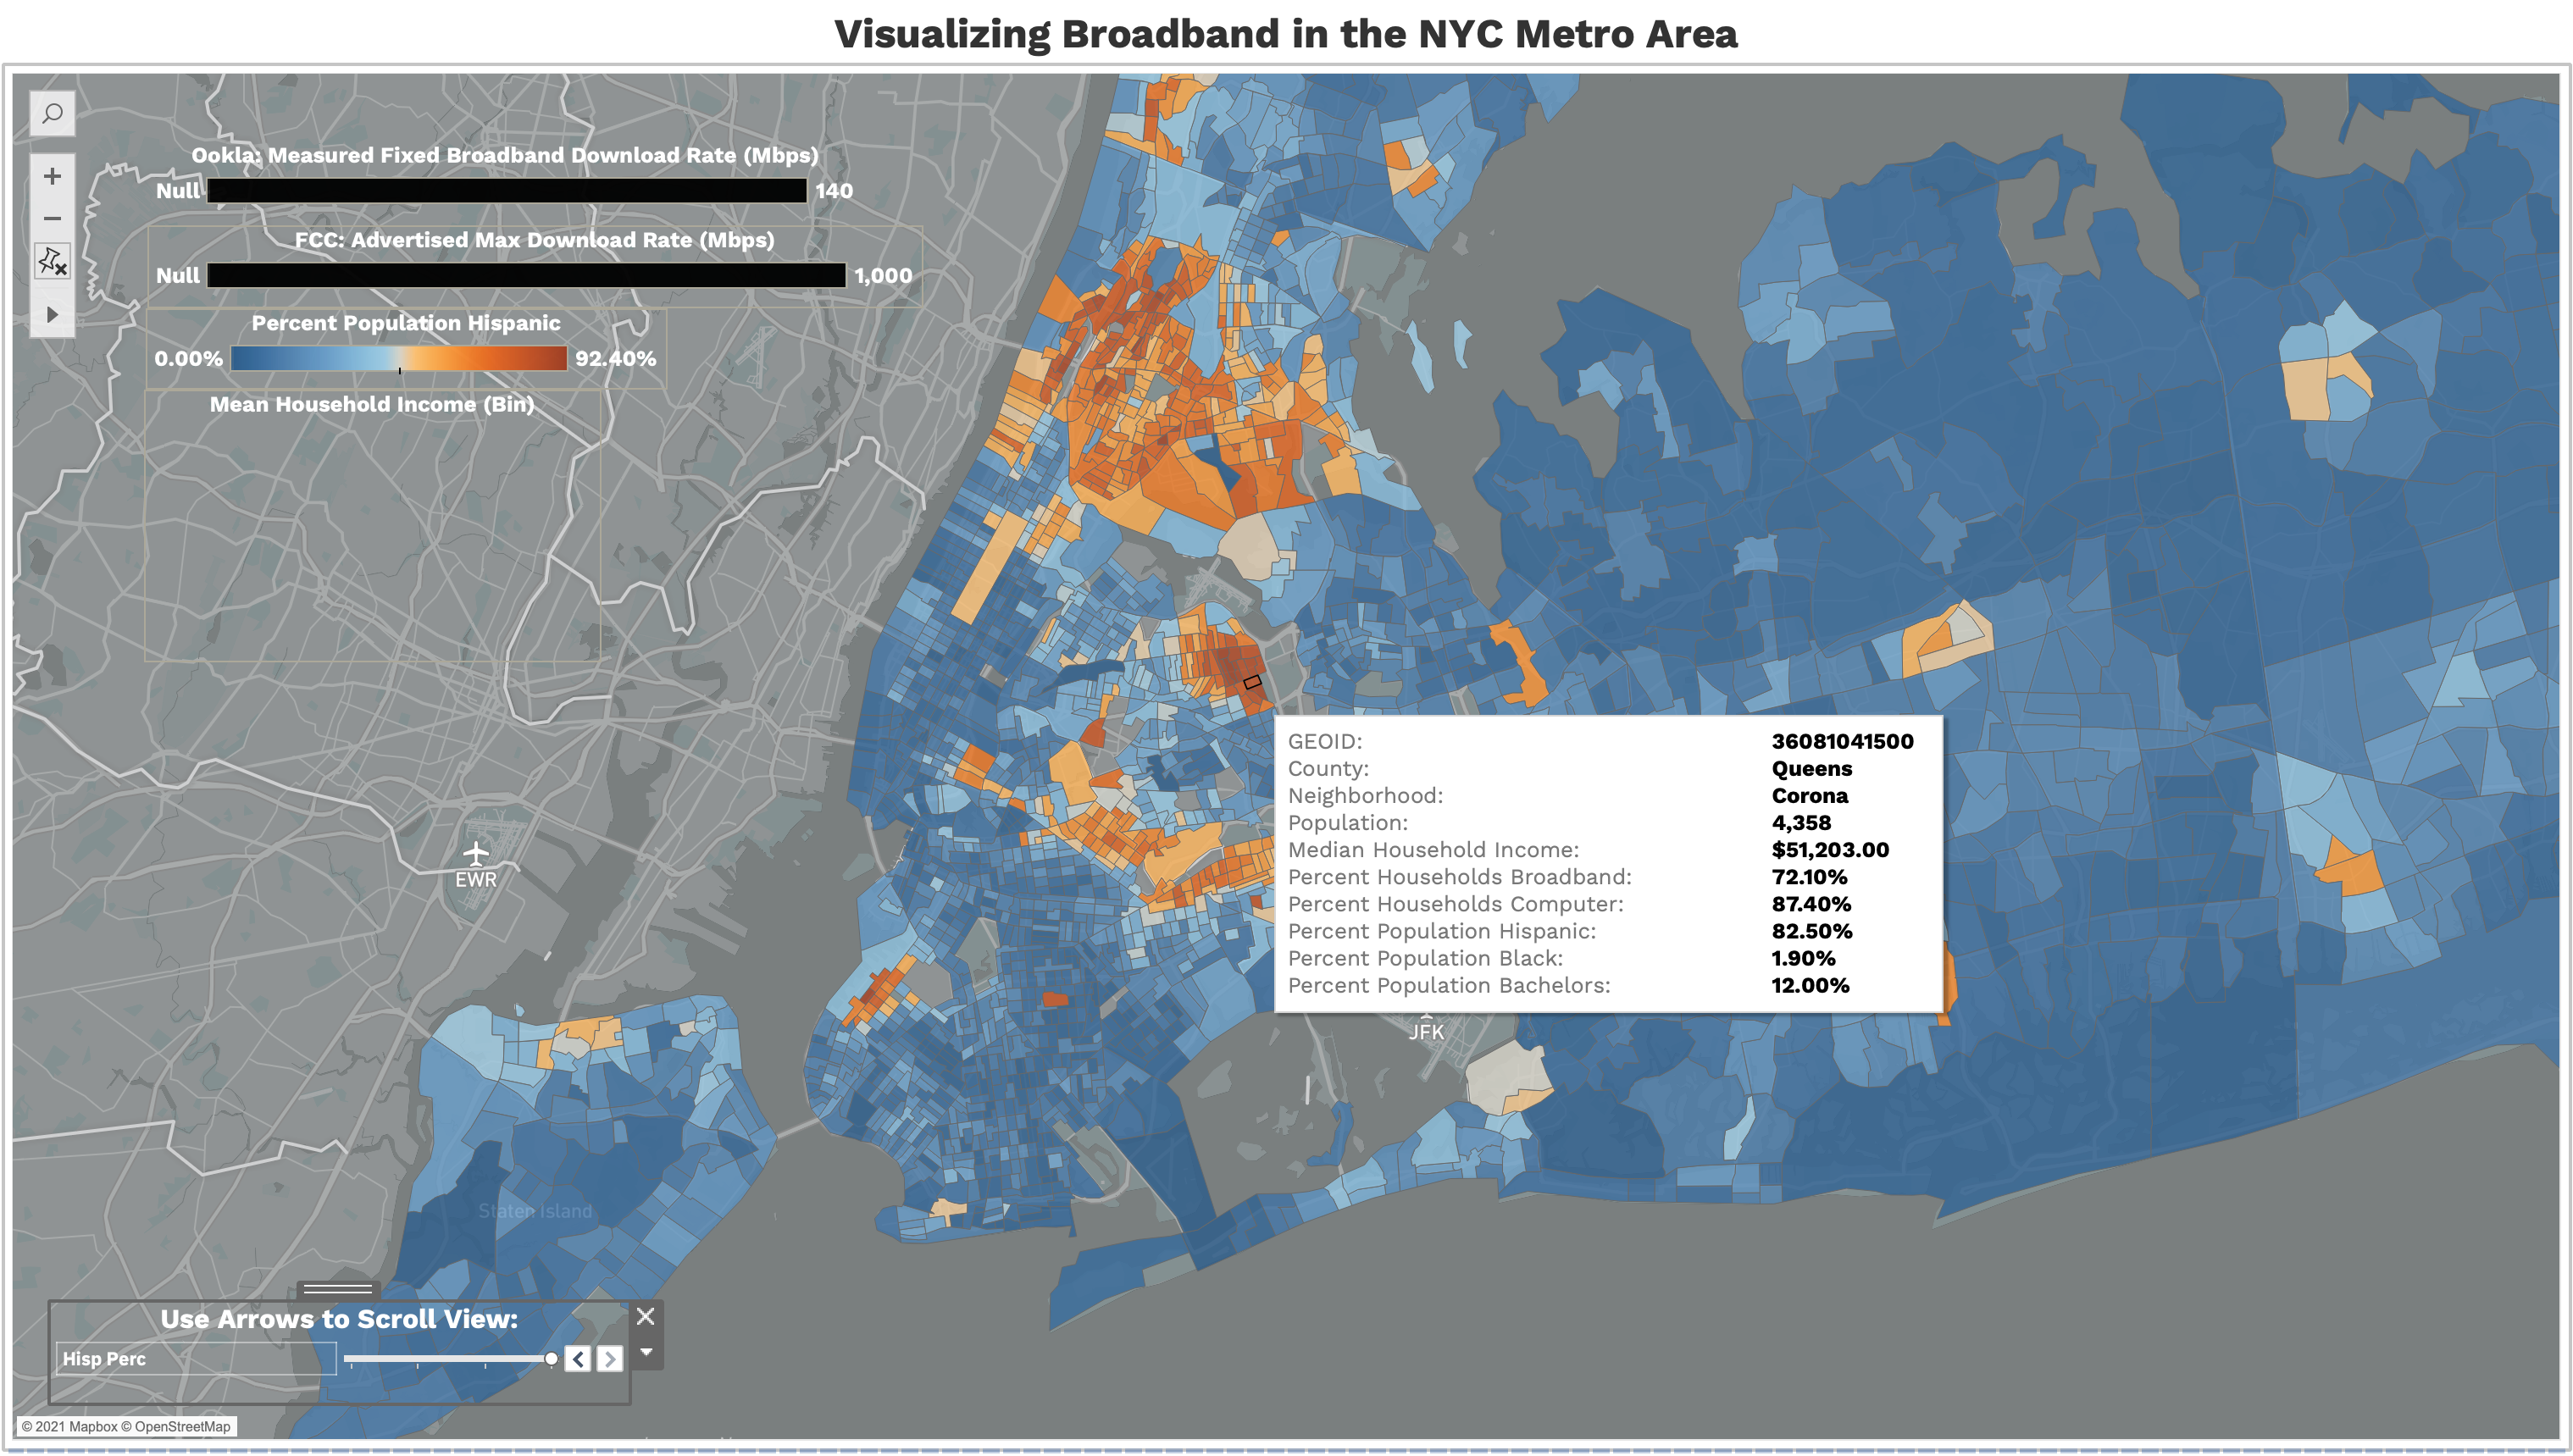 Visualizing Broadband in the NYC Metro Area
Ookla: Measured Fixed Broadband Download Rate (Mbps)
Null 140
FCC: Advertised Max Download Rate (Mbps)
Null 1,000
Percent Population Hispanic
0.00% 92.40%
Mean Household Income (Bin)
GEOID: 36081041500
County: Queens
Neighborhood: Corona
Population: 4,358
Median Household Income: $51,203.00
Percent Households Broadband: 72.10%
Percent Households Computer: 87.40%
Percent Population Hispanic: 82.50%
Percent Population Black: 1.90%
Percent Population Bachelors: 12.00%
EWR
JFK
Staten Island
Use Arrows to Scroll View:
Hisp Perc
© 2021 Mapbox © OpenStreetMap